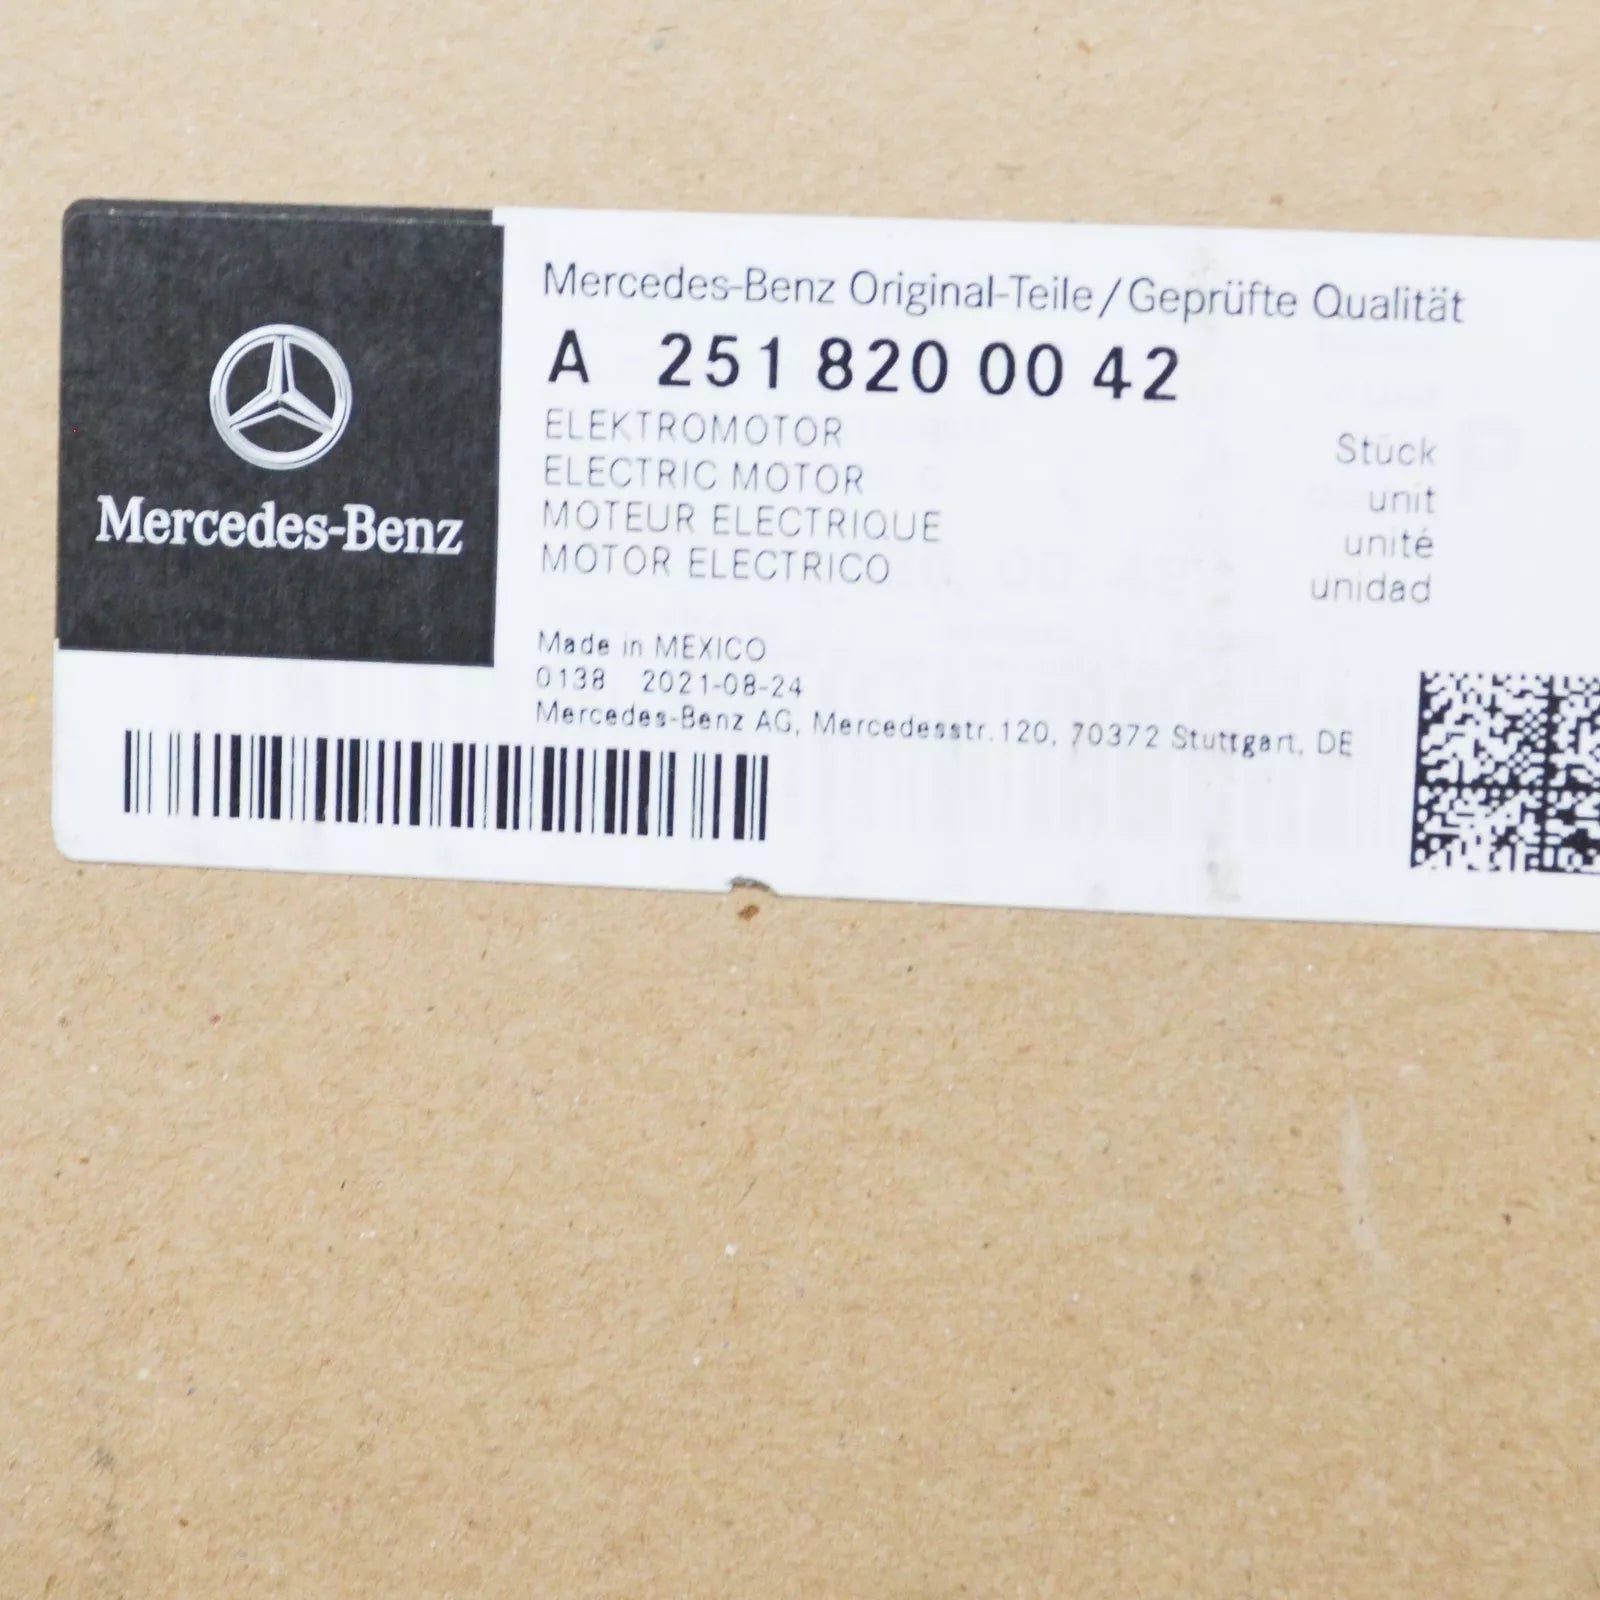 Mercedes-Benz
Mercedes-Benz Original-Teile/Geprüfte Qualität
A 251 820 00 42
ELEKTROMOTOR
ELECTRIC MOTOR
MOTEUR ELECTRIQUE
MOTOR ELECTRICO
Stück
unit
unité
unidad
Made in MEXICO
0138 2021-08-24
Mercedes-Benz AG, Mercedesstr.120, 70372 Stuttgart, DE